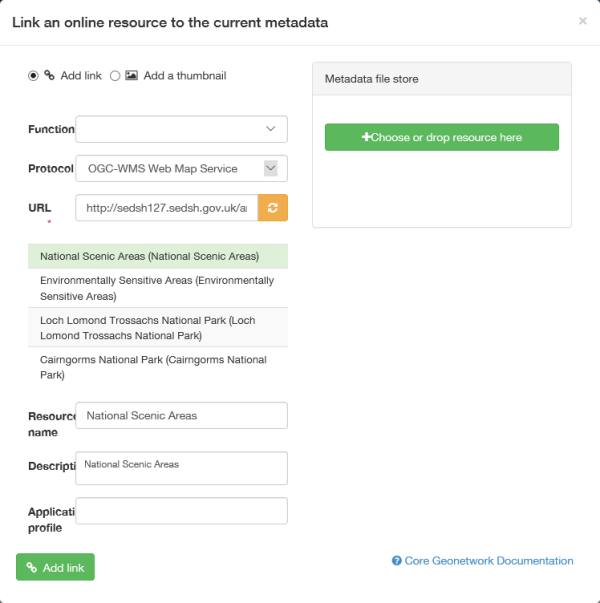 Link an online resource to the current metadata
×
Add link Add a thumbnail
Metadata file store
+Choose or drop resource here
Function
Protocol OGC-WMS Web Map Service
URL http://sedsh127.sedsh.gov.uk/a
*
National Scenic Areas (National Scenic Areas)
Environmentally Sensitive Areas (Environmentally
Sensitive Areas)
Loch Lomond Trossachs National Park (Loch
Lomond Trossachs National Park)
Cairngorms National Park (Cairngorms National
Park)
Resource National Scenic Areas
name
Descripti National Scenic Areas
Applicati
profile
Add link
Core Geonetwork Documentation